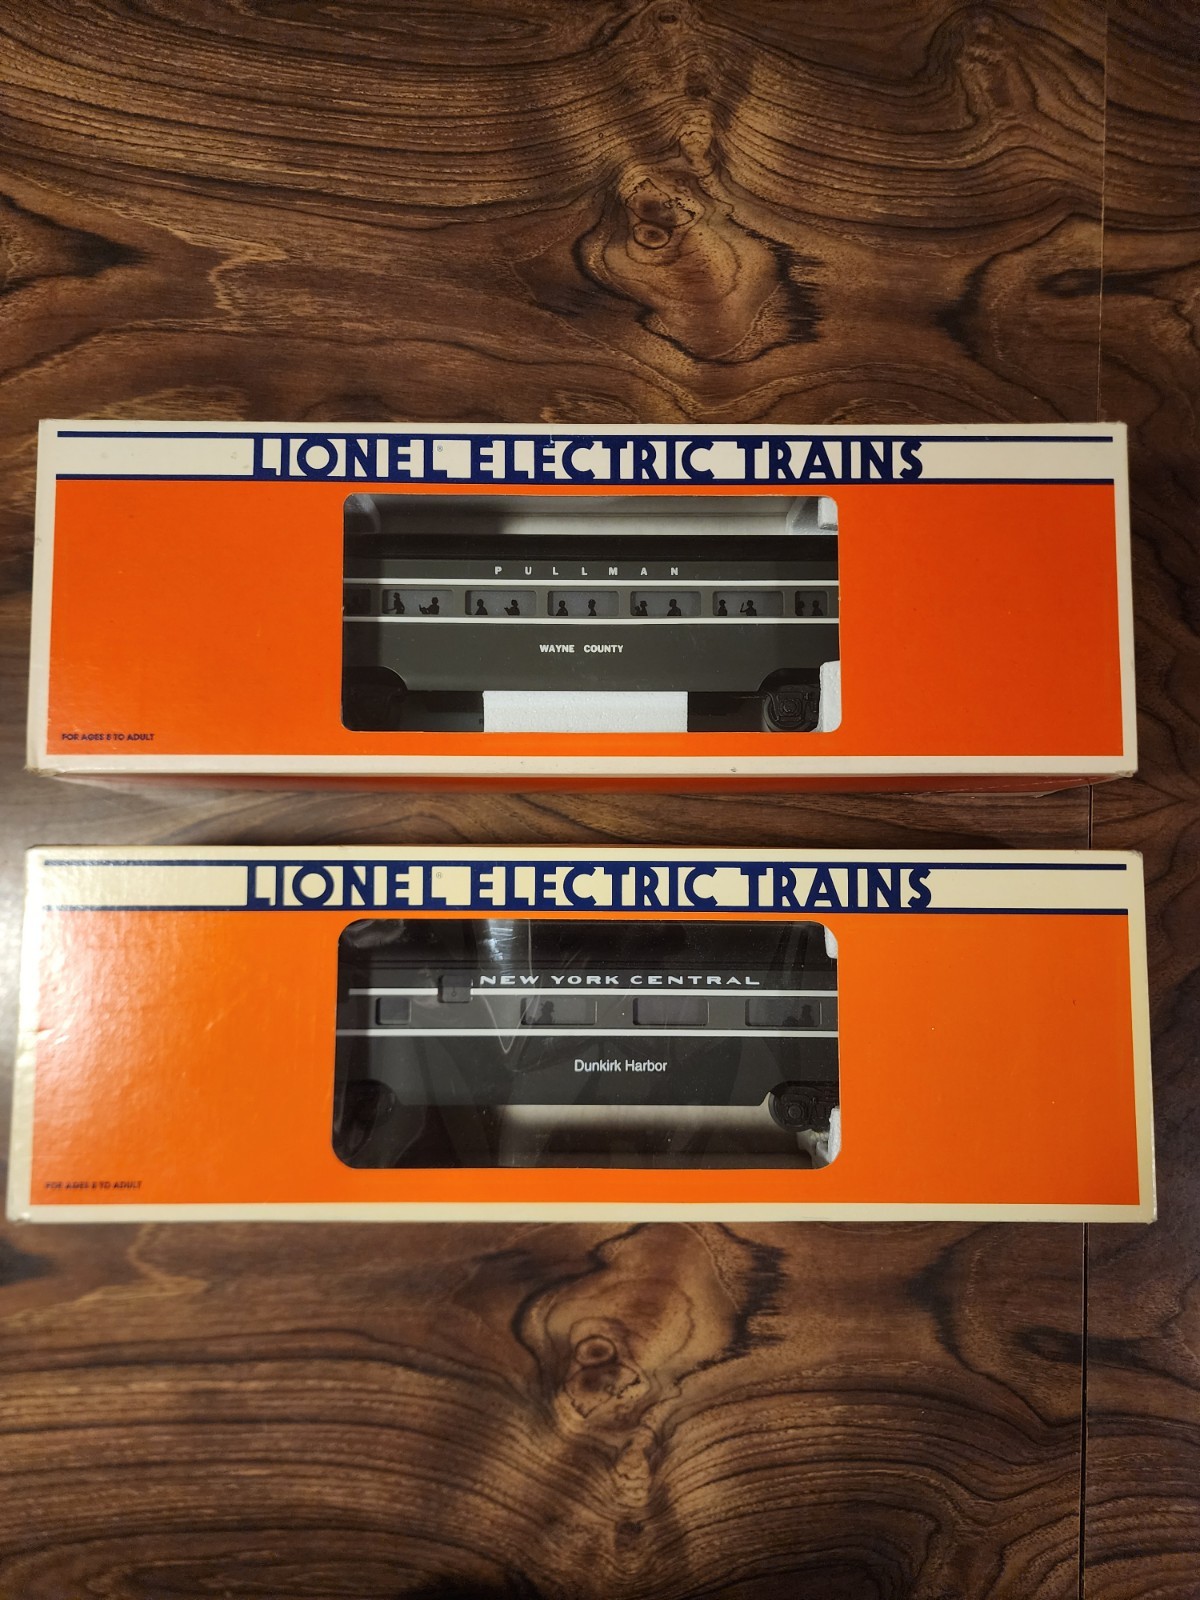 LIONEL® ELECTRIC TRAINS
PULLMAN
WAYNE COUNTY
FOR AGES 8 TO ADULT
LIONEL® ELECTRIC TRAINS
NEW YORK CENTRAL
Dunkirk Harbor
FOR AGES 8 TO ADULT